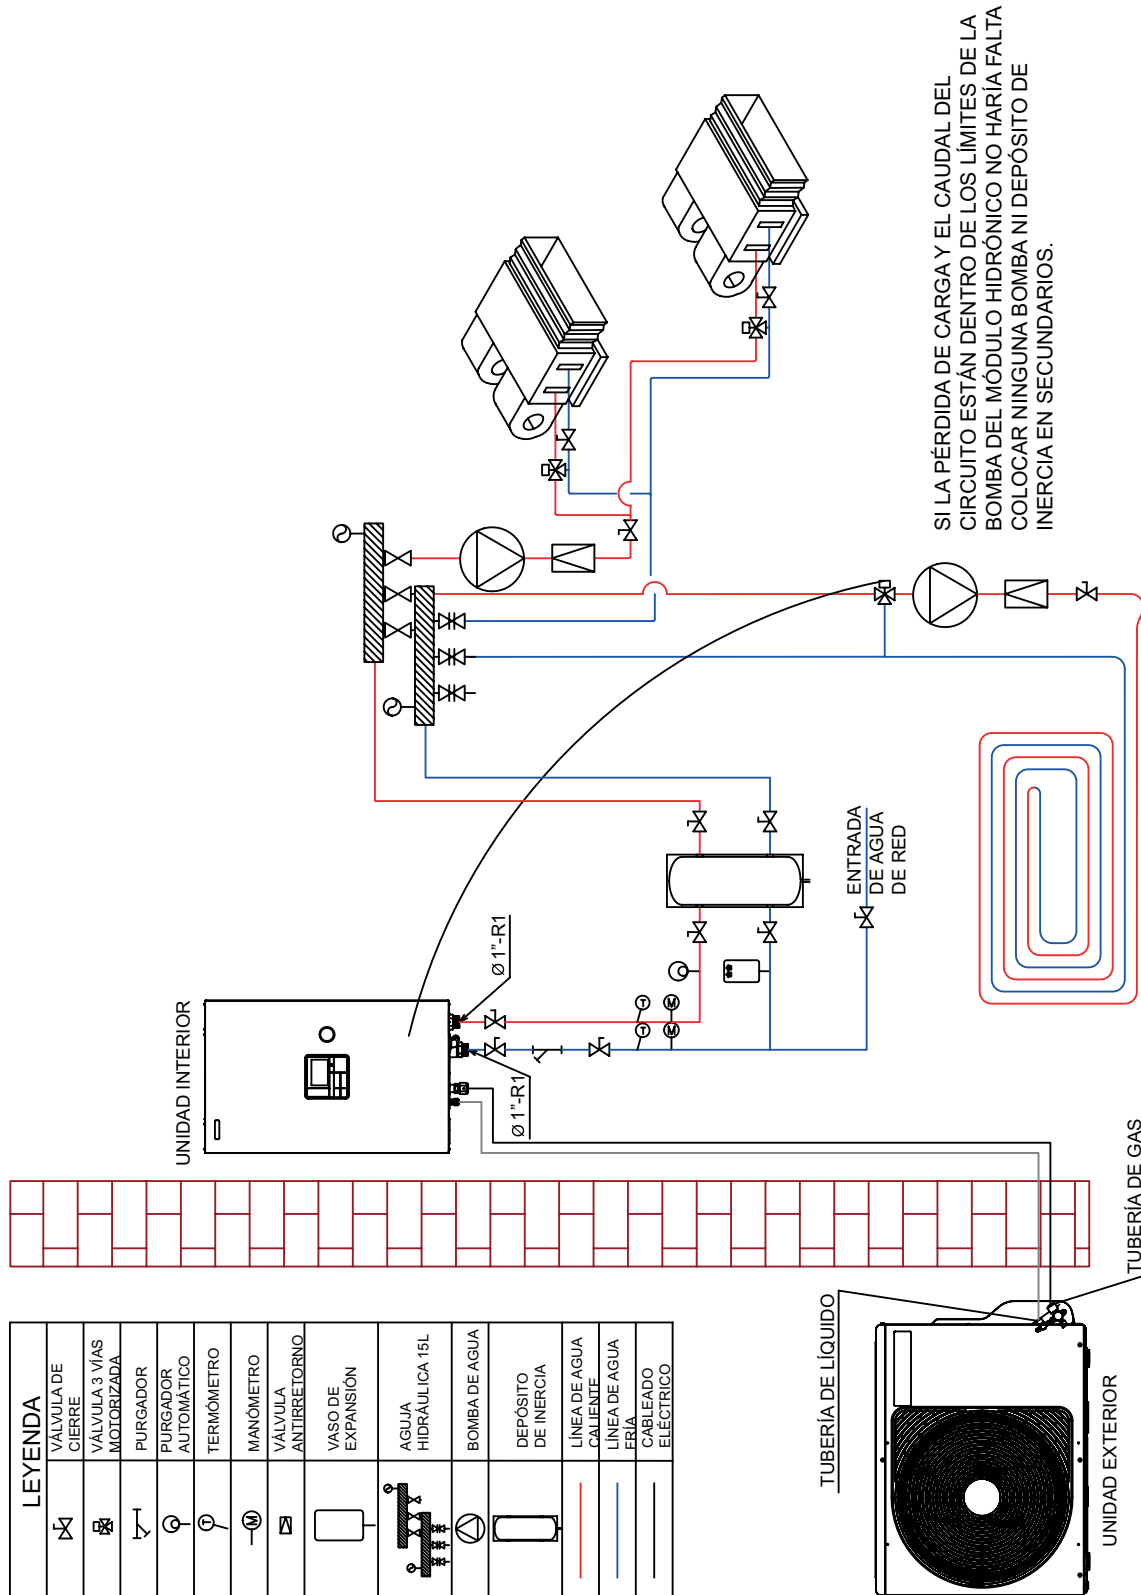 LEYENDA
VÁLVULA DE
CIERRE
VÁLVULA 3 VÍAS
MOTORIZADA
PURGADOR
PURGADOR
AUTOMÁTICO
T
TERMÓMETRO
M
MANÓMETRO
VÁLVULA
ANTIRRETORNO
VASO DE
EXPANSIÓN
AGUJA
HIDRÁULICA 15L
BOMBA DE AGUA
DEPÓSITO
DE INERCIA
LÍNEA DE AGUA
CALIENTE
LÍNEA DE AGUA
FRÍA
CABLEADO
ELÉCTRICO
UNIDAD INTERIOR
Ø 1"-R1
Ø 1"-R1
T
T
M
M
ENTRADA
DE AGUA
DE RED
SI LA PÉRDIDA DE CARGA Y EL CAUDAL DEL
CIRCUITO ESTÁN DENTRO DE LOS LÍMITES DE LA
BOMBA DEL MÓDULO HIDRÓNICO NO HARÍA FALTA
COLOCAR NINGUNA BOMBA NI DEPÓSITO DE
INERCIA EN SECUNDARIOS.
TUBERÍA DE LÍQUIDO
UNIDAD EXTERIOR
TUBERÍA DE GAS